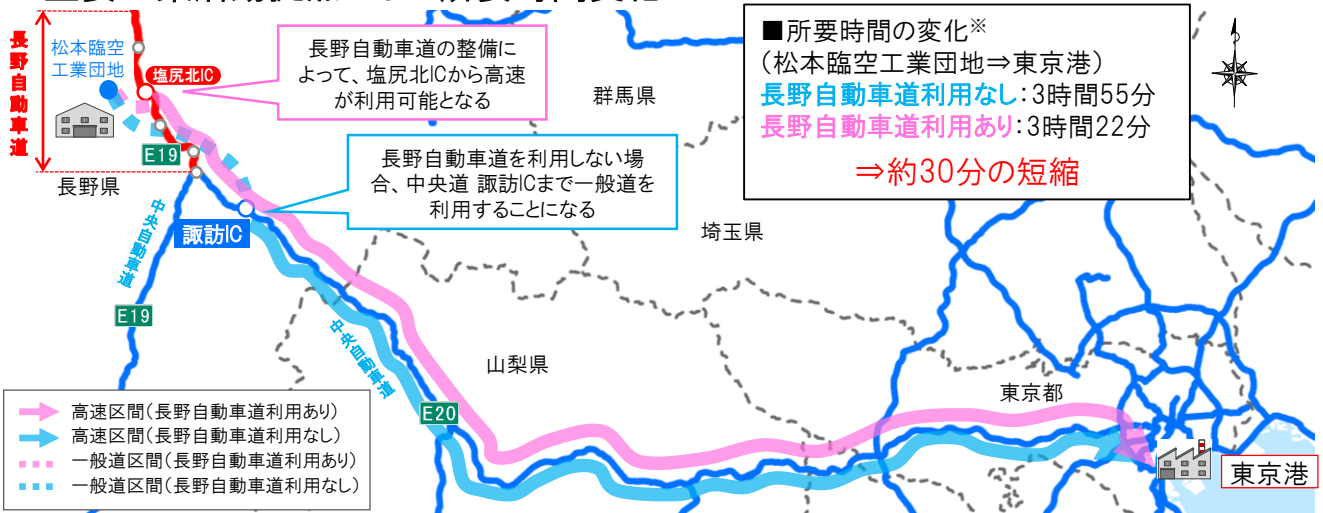 長野自動車道
松本臨空
工業団地
塩尻北IC
長野自動車道の整備に
よって、塩尻北ICから高速
が利用可能となる
群馬県
■所要時間の変化※
(松本臨空工業団地⇒東京港)
長野自動車道利用なし:3時間55分
長野自動車道利用あり:3時間22分
⇒約30分の短縮
E19
長野県
長野自動車道を利用しない場
合、中央道 諏訪ICまで一般道を
利用することになる
中央自動車道
諏訪IC
埼玉県
E19
中央自動車道
山梨県
東京都
E20
高速区間(長野自動車道利用あり)
高速区間(長野自動車道利用なし)
一般道区間(長野自動車道利用あり)
一般道区間(長野自動車道利用なし)
東京港